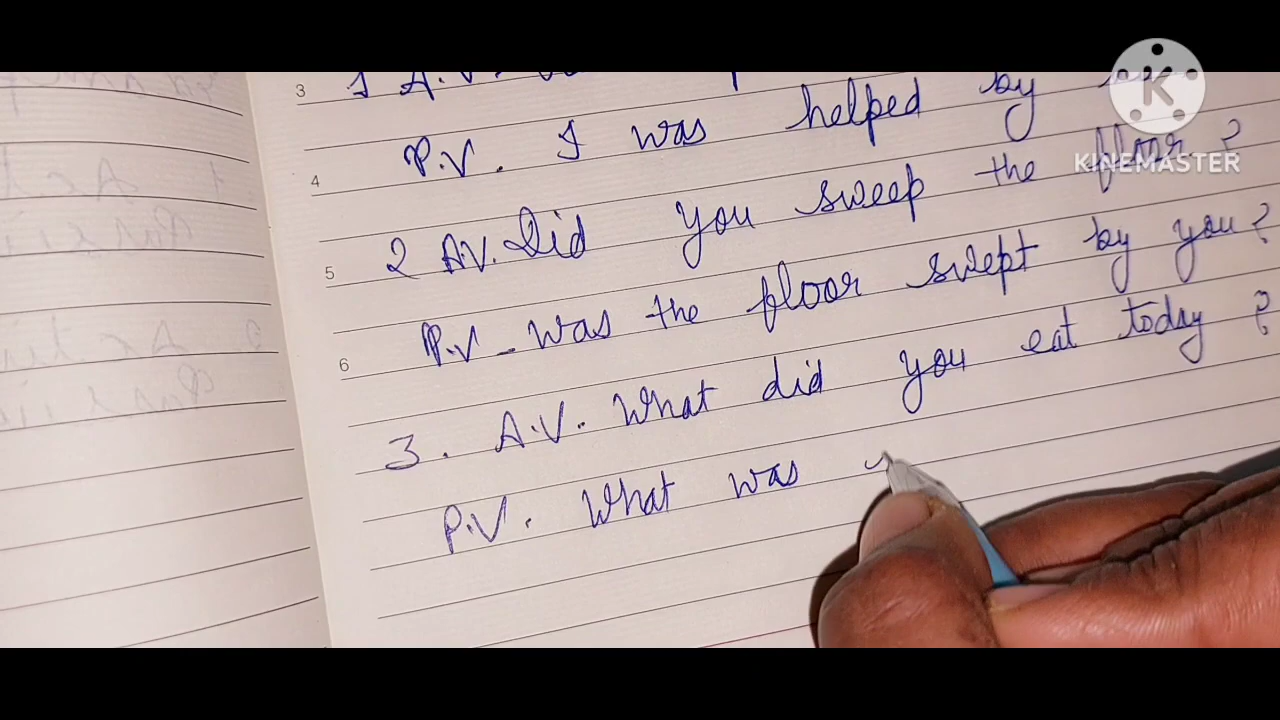 3
1 A.V.
KINEMASTER
4
P.V. I was helped by
5
2 A.V. Did you sweep the floor?
6
P.V - Was the floor swept by you?
3. A.V. What did you eat today?
P.V. What was